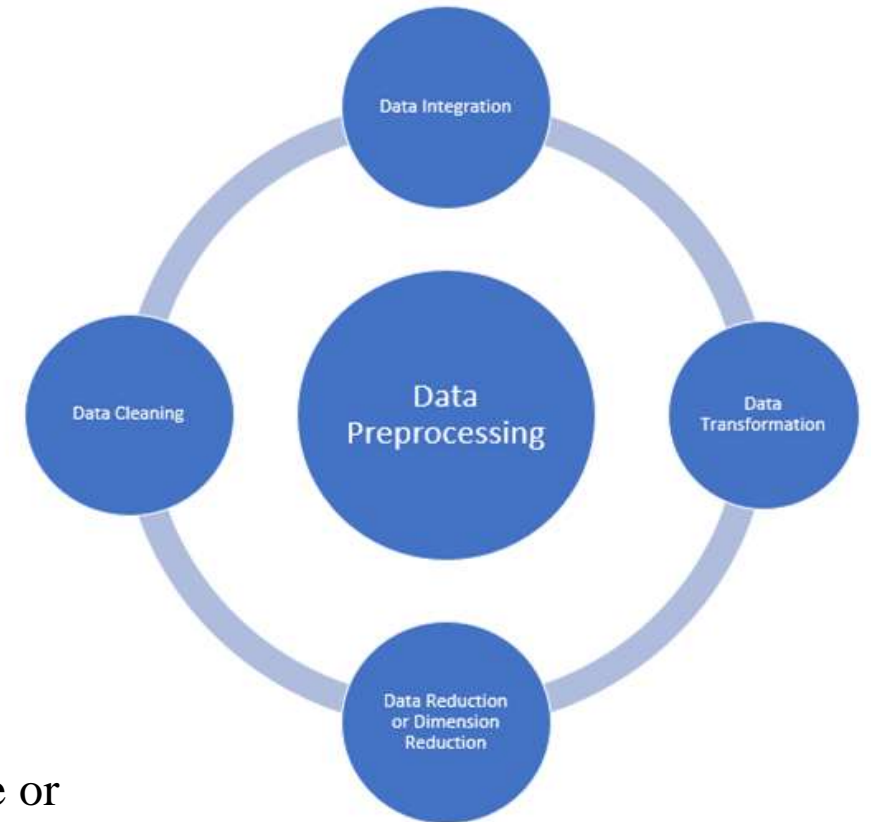 Data Integration
Data Cleaning
Data
Preprocessing
Data
Transformation
Data Reduction
or Dimension
Reduction
or